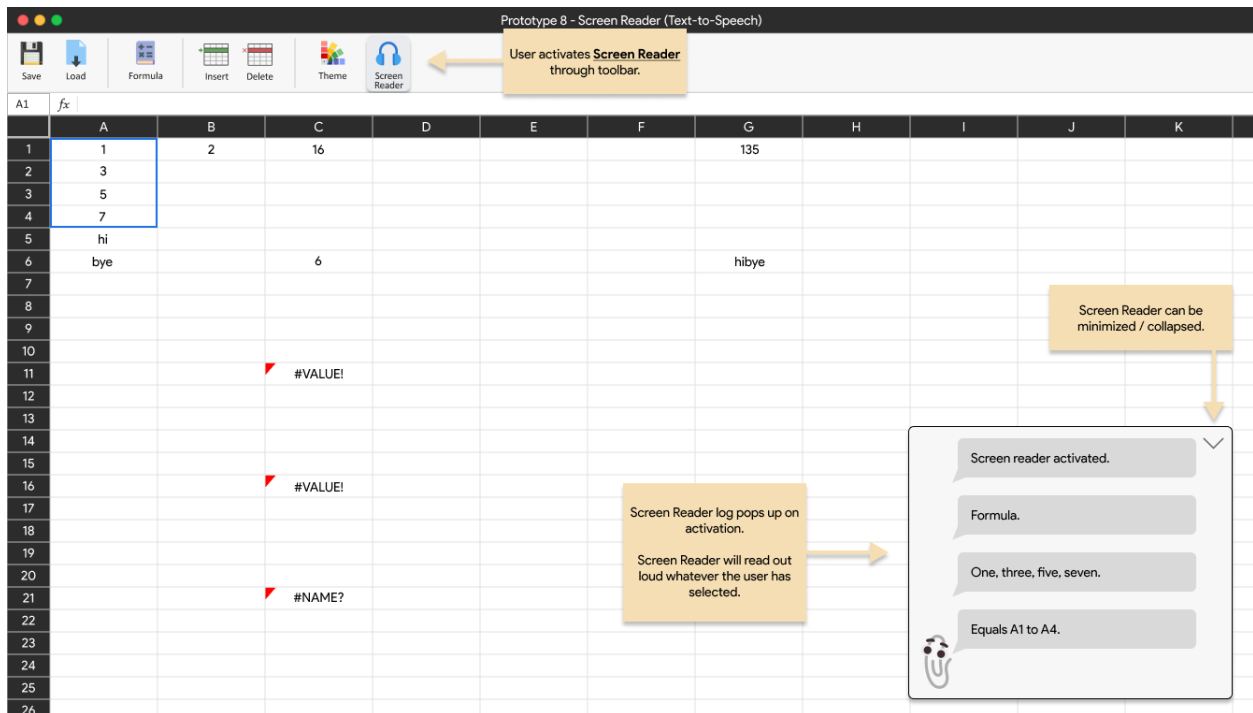 Prototype 8 - Screen Reader (Text-to-Speech)
Save
Load
Formula
Insert
Delete
Theme
Screen
Reader
User activates Screen Reader
through toolbar.
A1
fx
A B C D E F G H I J K
1 1 2 16 135
2 3
3 5
4 7
5 hi
6 bye 6 hibye
7
8
9
10
11 #VALUE!
12
13
14
15
16 #VALUE!
17
18
19
20
21 #NAME?
22
23
24
25
26
Screen Reader can be
minimized / collapsed.
Screen Reader log pops up on
activation.
Screen Reader will read out
loud whatever the user has
selected.
Screen reader activated.
Formula.
One, three, five, seven.
Equals A1 to A4.